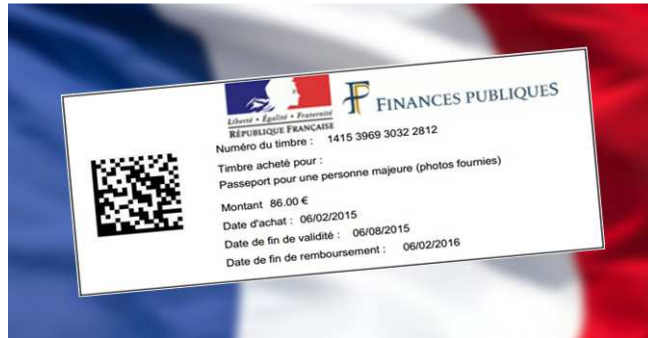 Liberté • Égalité • Fraternité
RÉPUBLIQUE FRANÇAISE
FINANCES PUBLIQUES
Numéro du timbre : 1415 3969 3032 2812
Timbre acheté pour :
Passeport pour une personne majeure (photos fournies)
Montant 86.00 €
Date d'achat : 06/02/2015
Date de fin de validité : 06/08/2015
Date de fin de remboursement : 06/02/2016